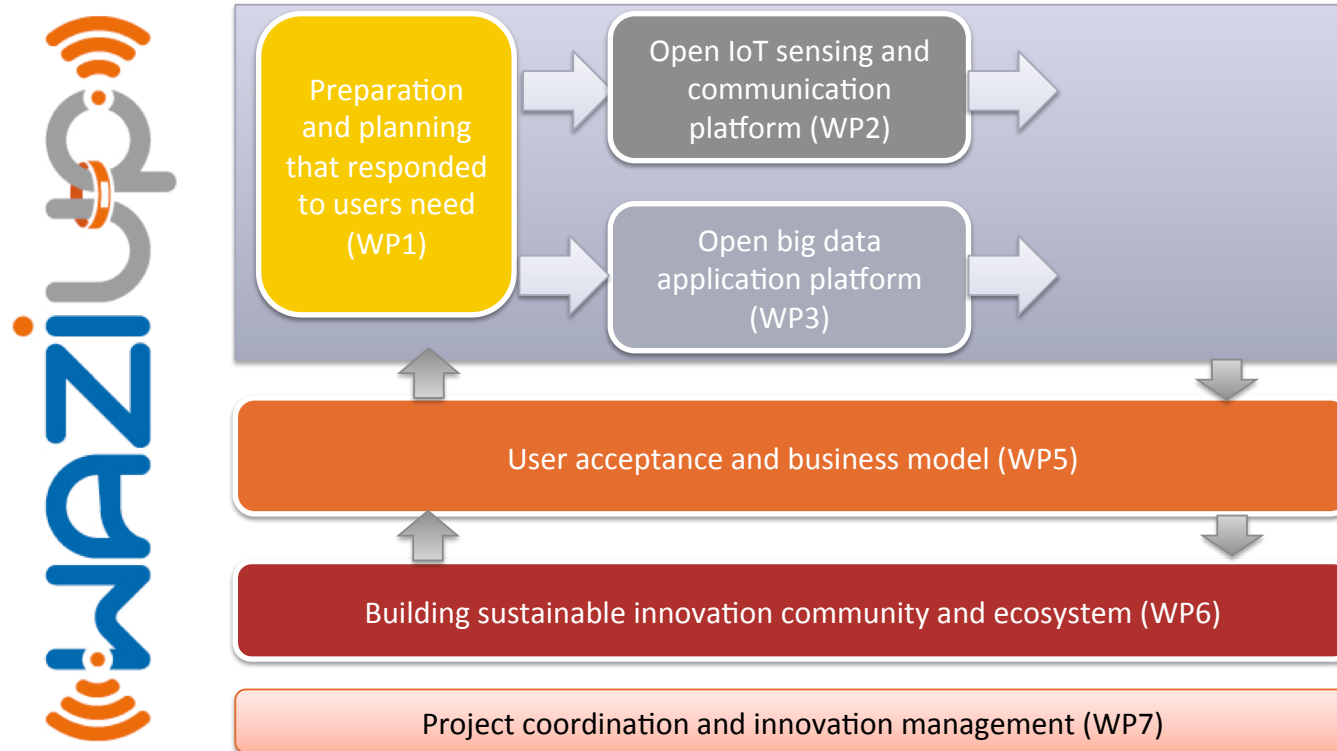 WAZIUP
Preparation
and planning
that responded
to users need
(WP1)
Open IoT sensing and
communication
platform (WP2)
Open big data
application platform
(WP3)
User acceptance and business model (WP5)
Building sustainable innovation community and ecosystem (WP6)
Project coordination and innovation management (WP7)